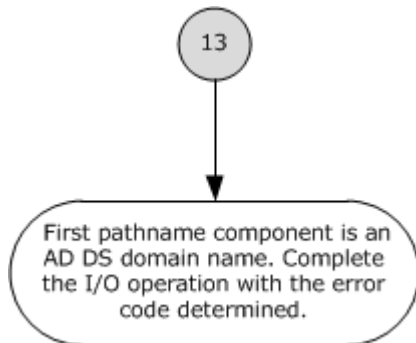 13
First pathname component is an
AD DS domain name. Complete
the I/O operation with the error
code determined.